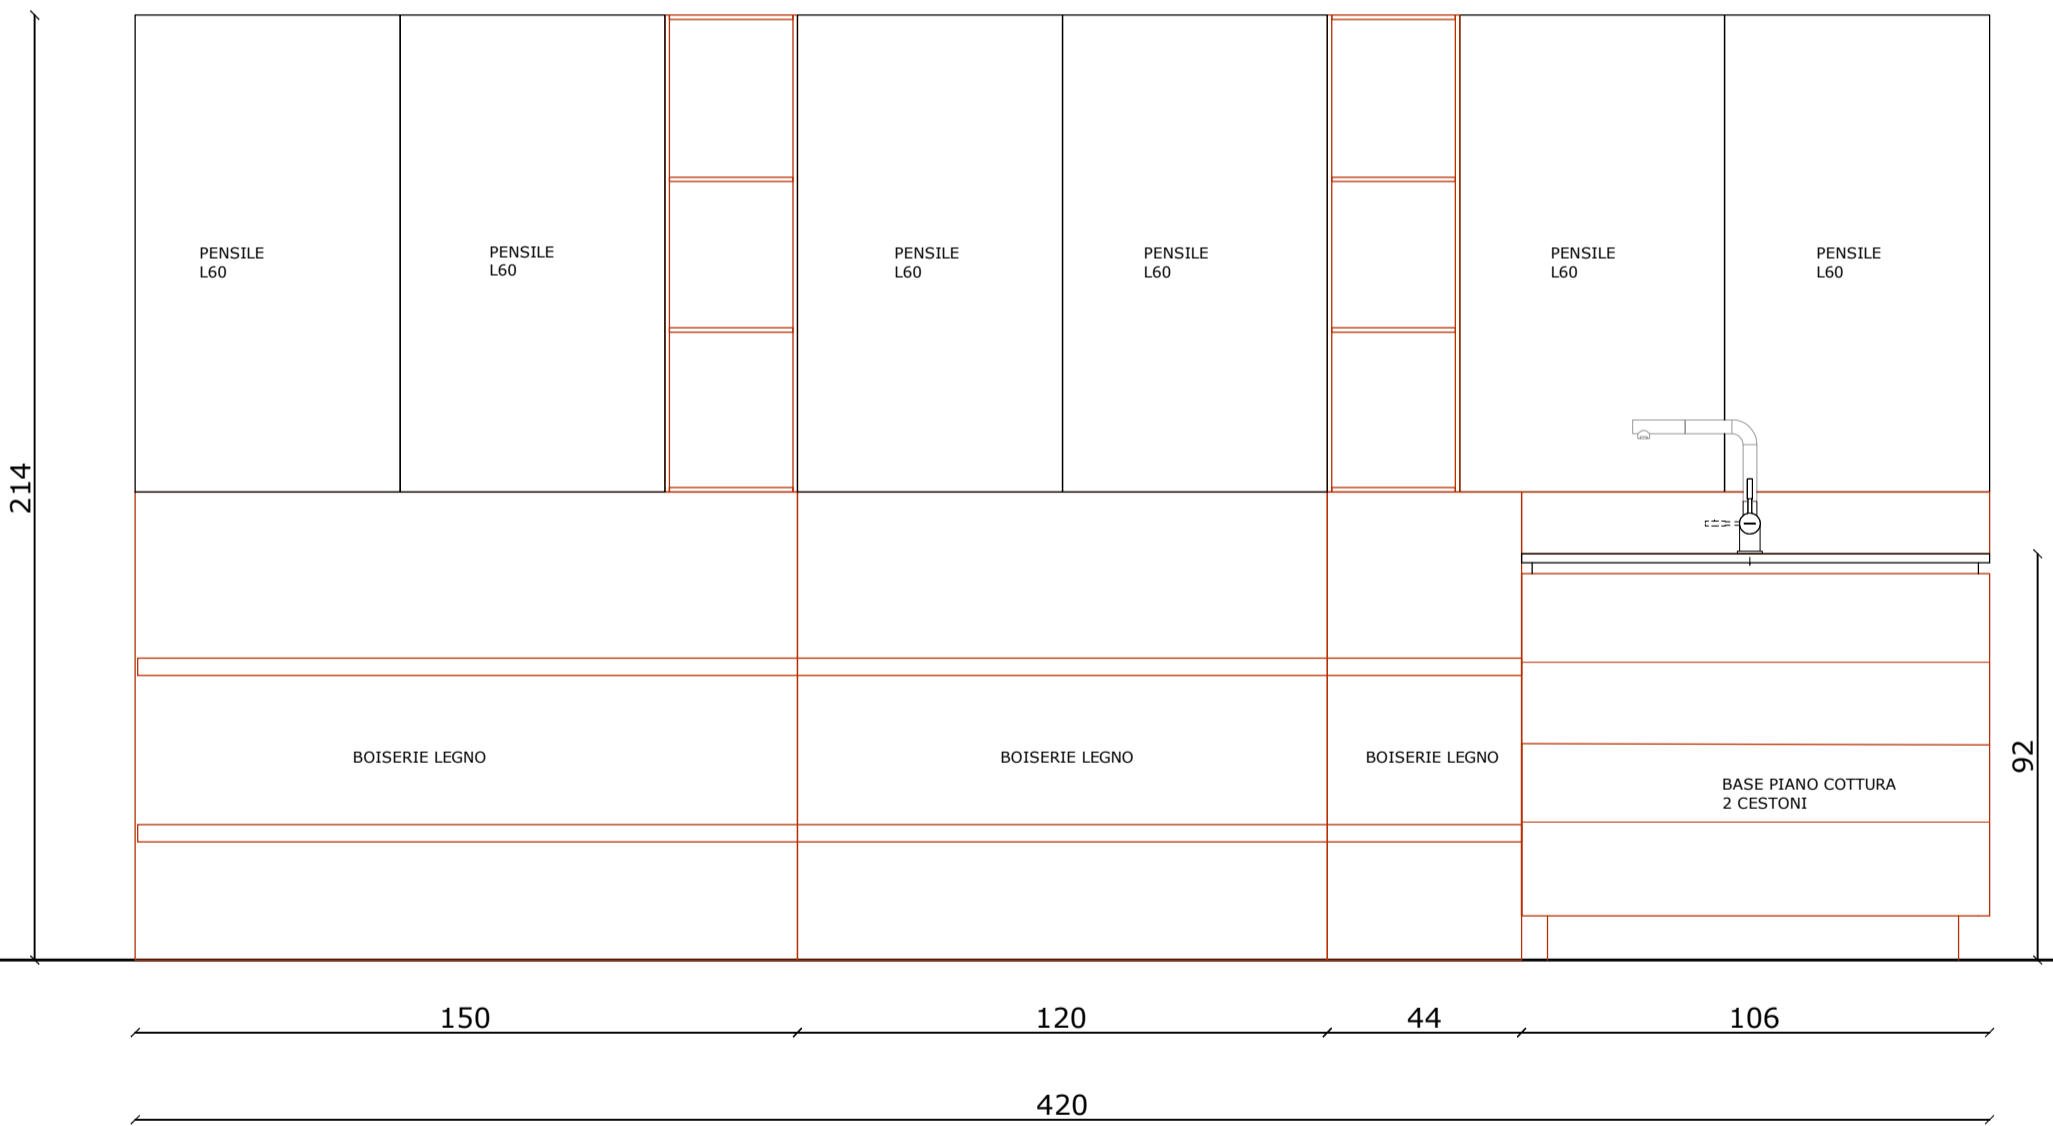 PENSILE
L60
PENSILE
L60
PENSILE
L60
PENSILE
L60
PENSILE
L60
PENSILE
L60
214
BOISERIE LEGNO
BOISERIE LEGNO
BOISERIE LEGNO
BASE PIANO COTTURA
2 CESTONI
92
150
120
44
106
420